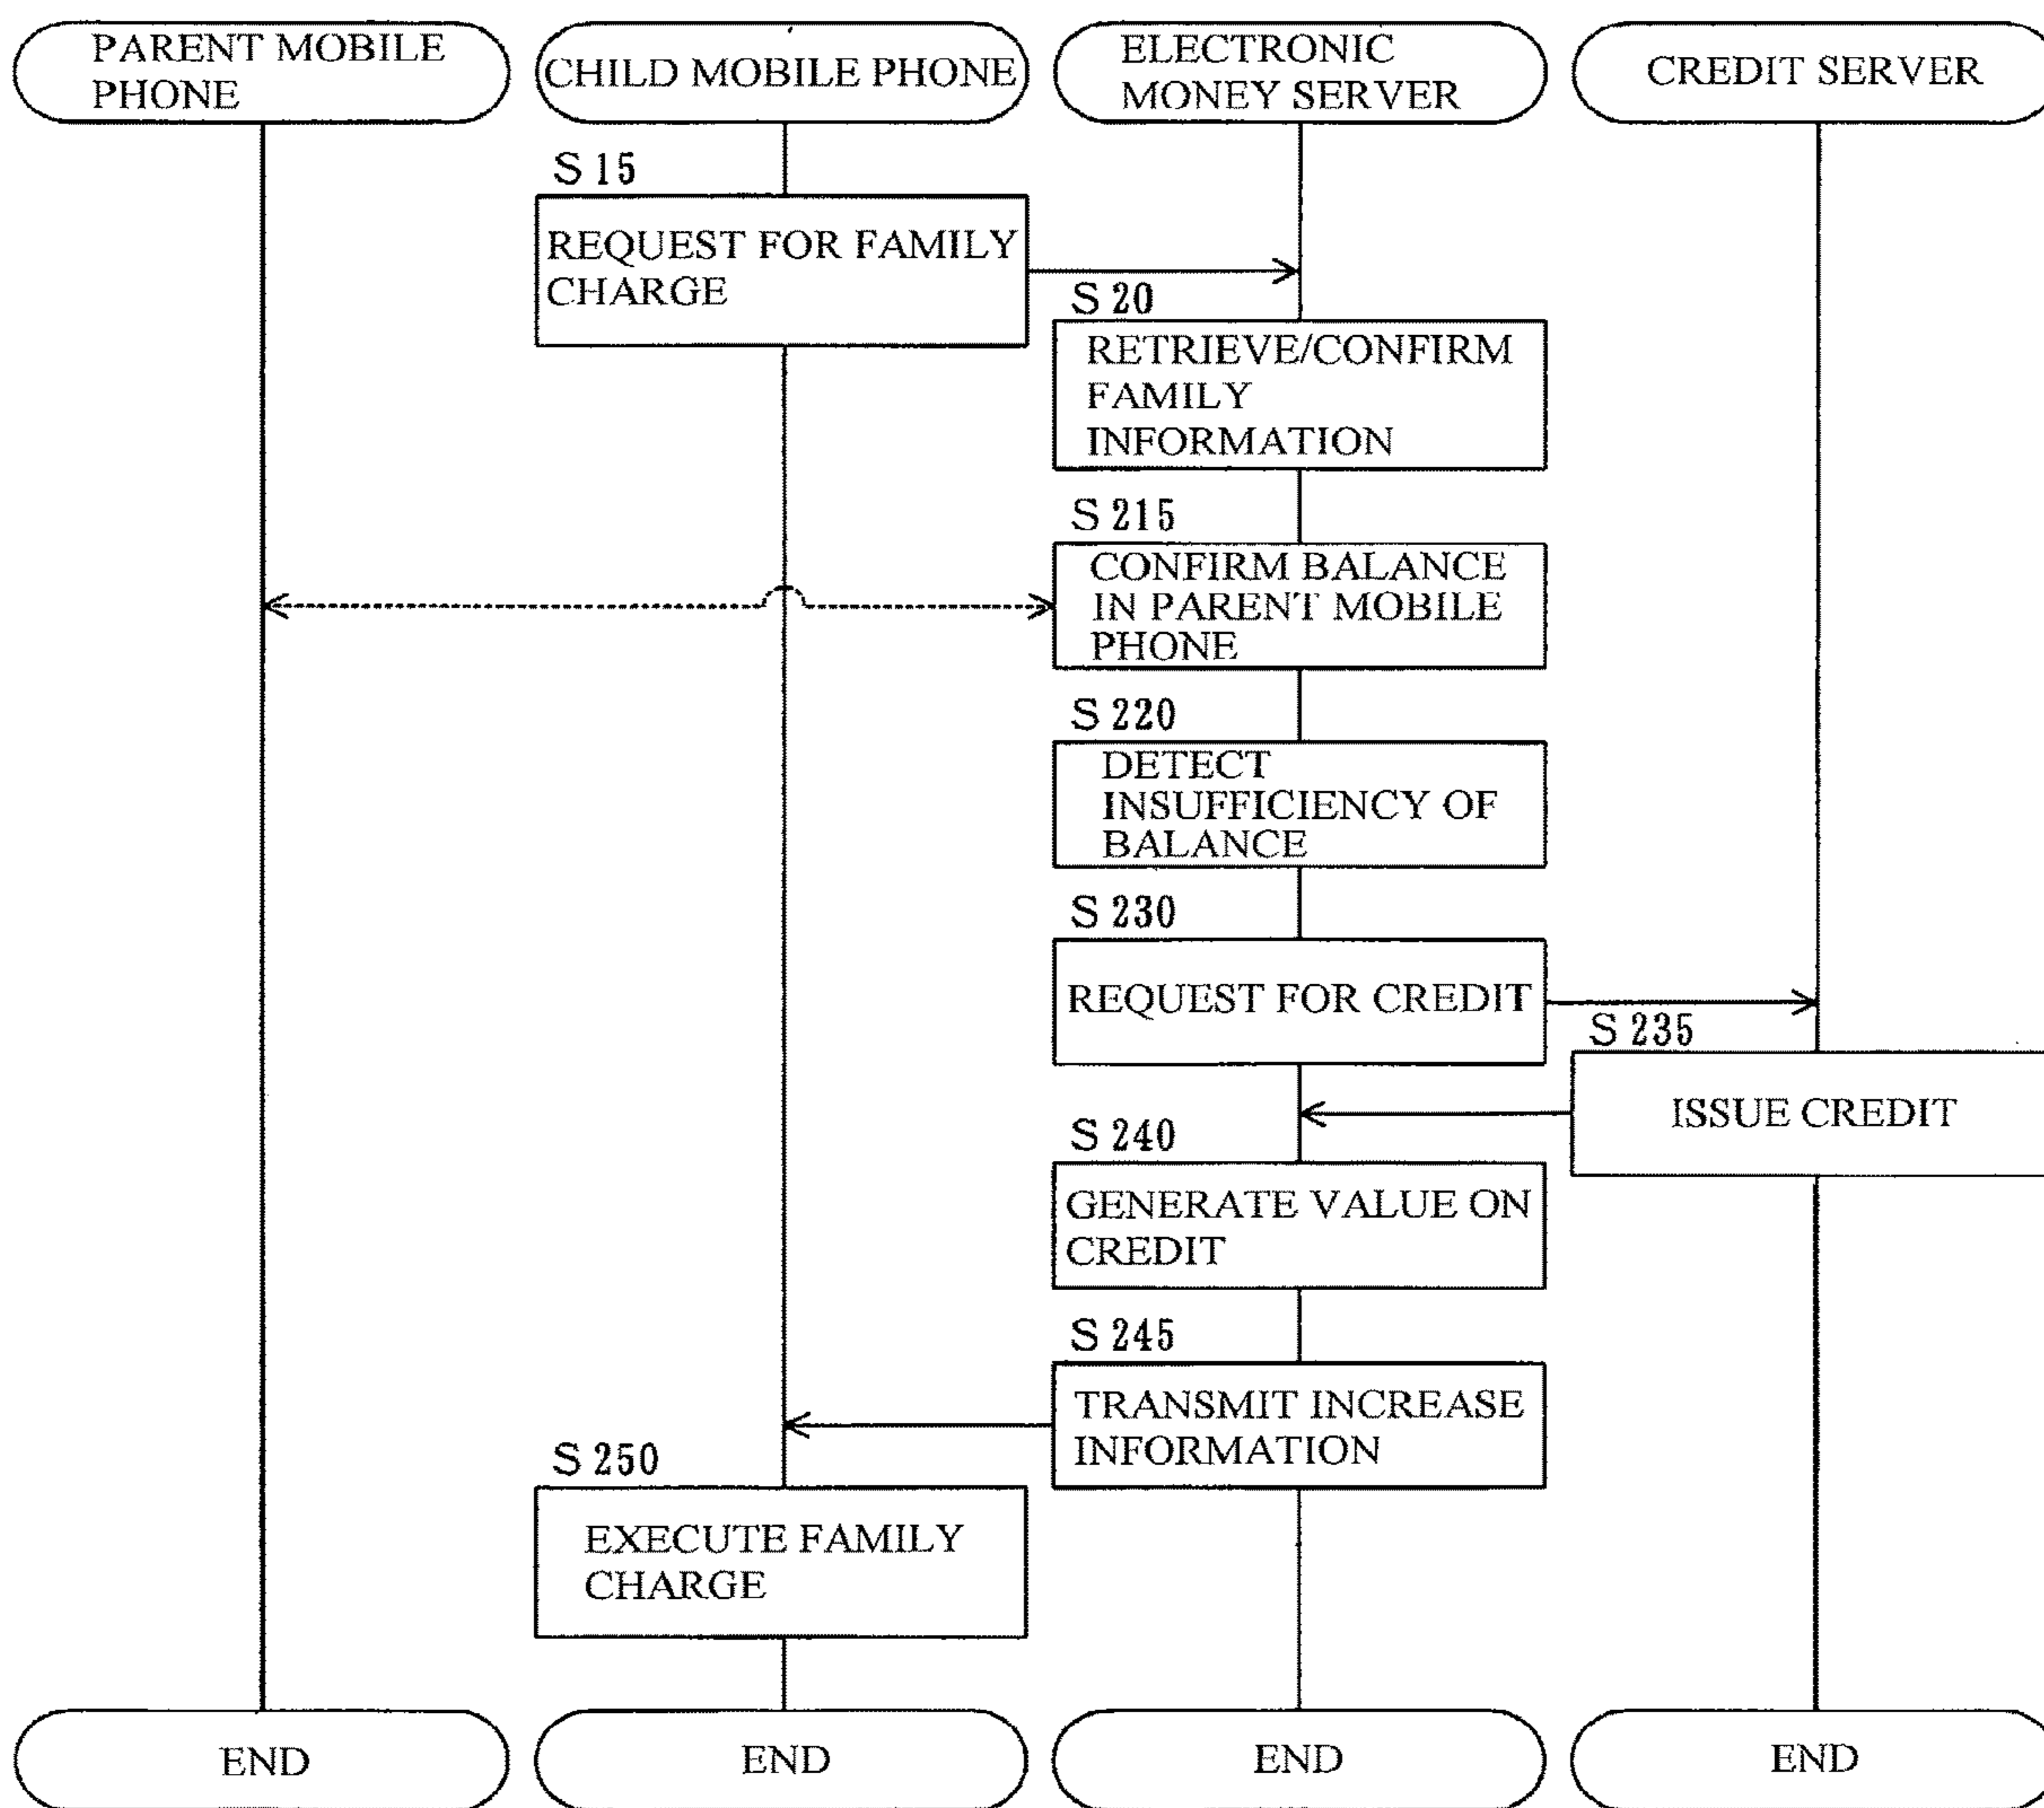 PARENT MOBILE
PHONE
CHILD MOBILE PHONE
ELECTRONIC
MONEY SERVER
CREDIT SERVER
S 15
REQUEST FOR FAMILY
CHARGE
S 20
RETRIEVE/CONFIRM
FAMILY
INFORMATION
S 215
CONFIRM BALANCE
IN PARENT MOBILE
PHONE
S 220
DETECT
INSUFFICIENCY OF
BALANCE
S 230
REQUEST FOR CREDIT
S 235
ISSUE CREDIT
S 240
GENERATE VALUE ON
CREDIT
S 245
TRANSMIT INCREASE
INFORMATION
S 250
EXECUTE FAMILY
CHARGE
END
END
END
END